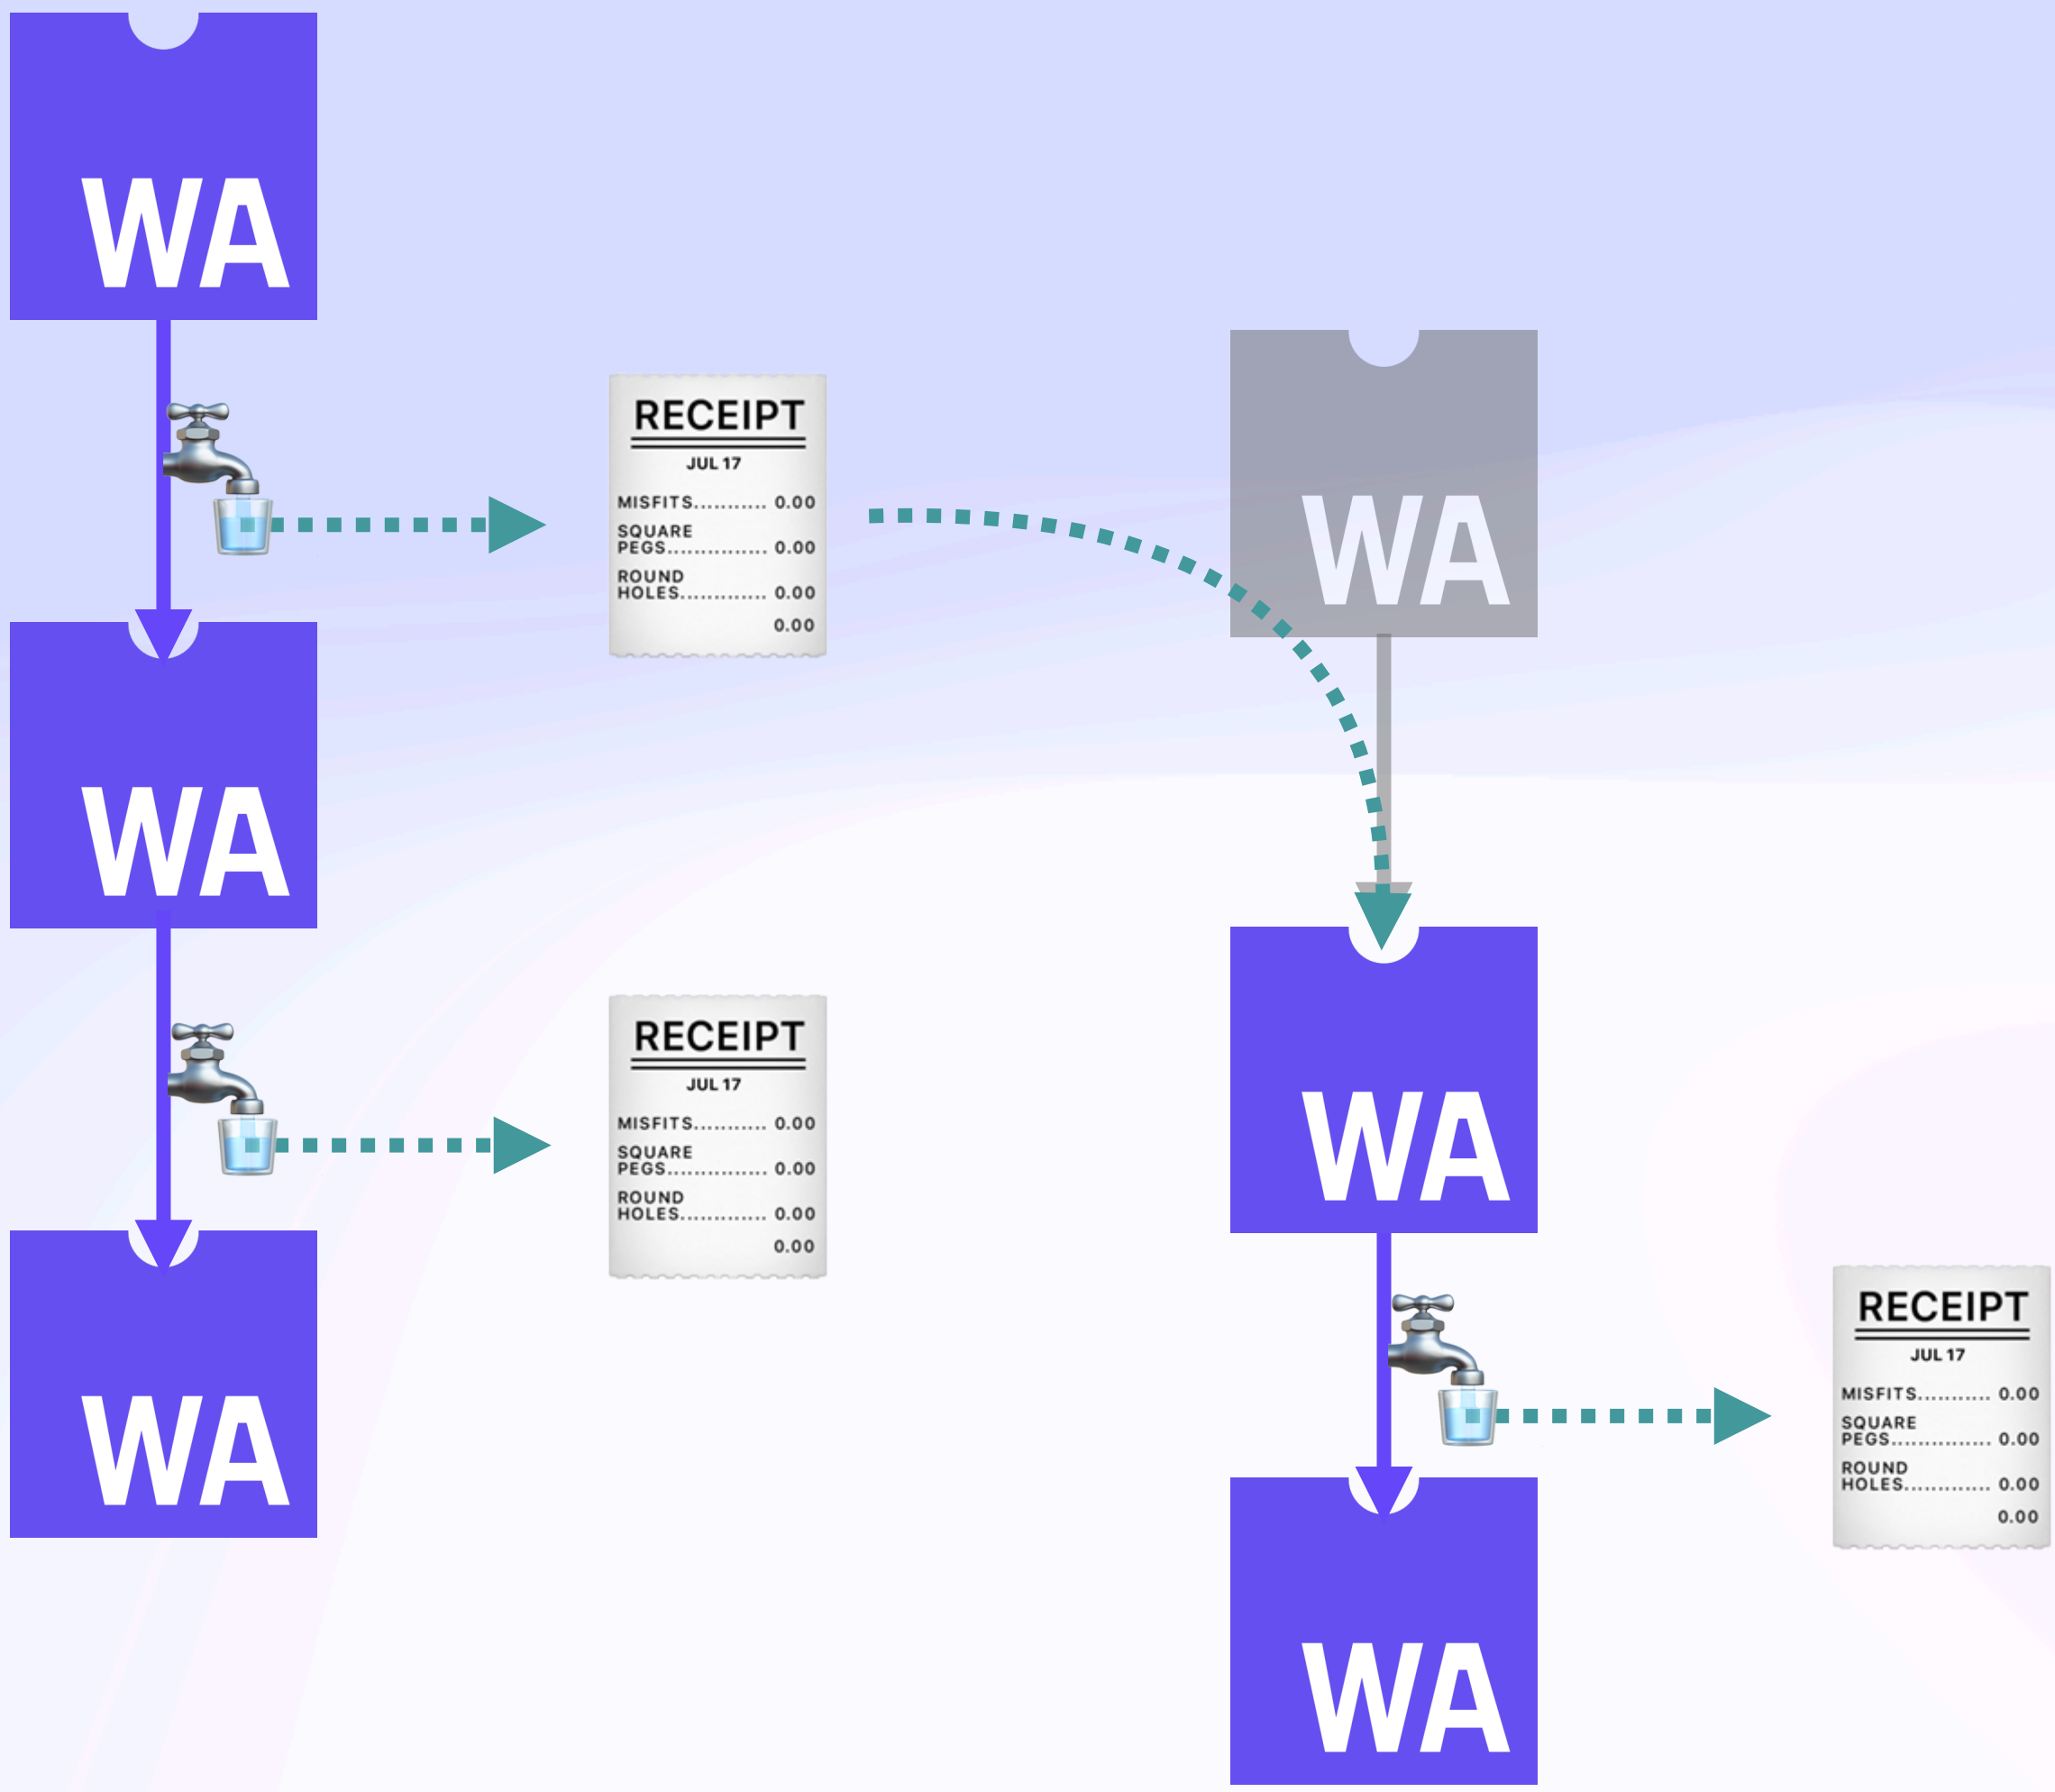 WA
RECEIPT
JUL 17
MISFITS........... 0.00
SQUARE
PEGS............... 0.00
ROUND
HOLES............. 0.00
0.00
WA
RECEIPT
JUL 17
MISFITS........... 0.00
SQUARE
PEGS............... 0.00
ROUND
HOLES............. 0.00
0.00
WA
WA
WA
RECEIPT
JUL 17
MISFITS........... 0.00
SQUARE
PEGS............... 0.00
ROUND
HOLES............. 0.00
0.00
WA